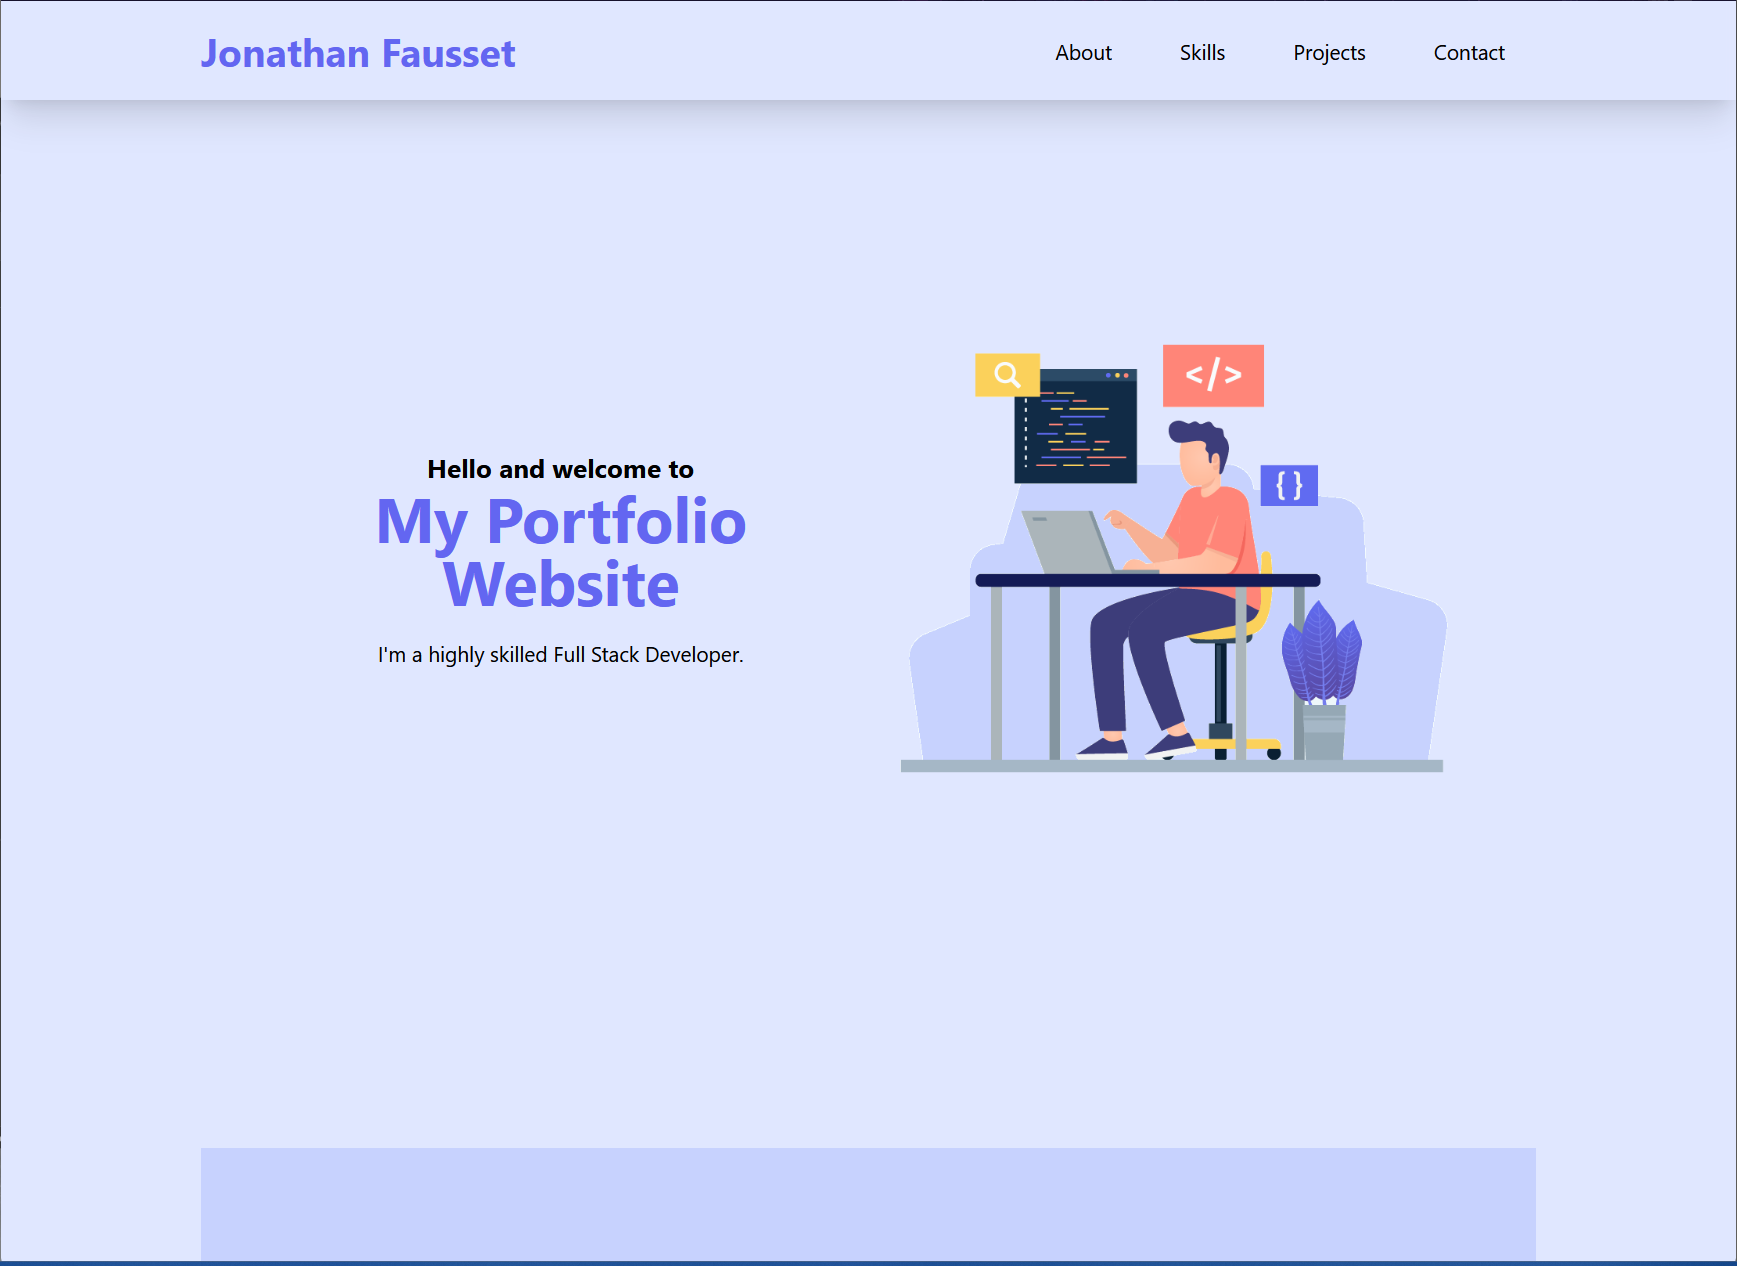 Jonathan Fausset
About Skills Projects Contact
</>
{ }
Hello and welcome to
My Portfolio
Website
I'm a highly skilled Full Stack Developer.